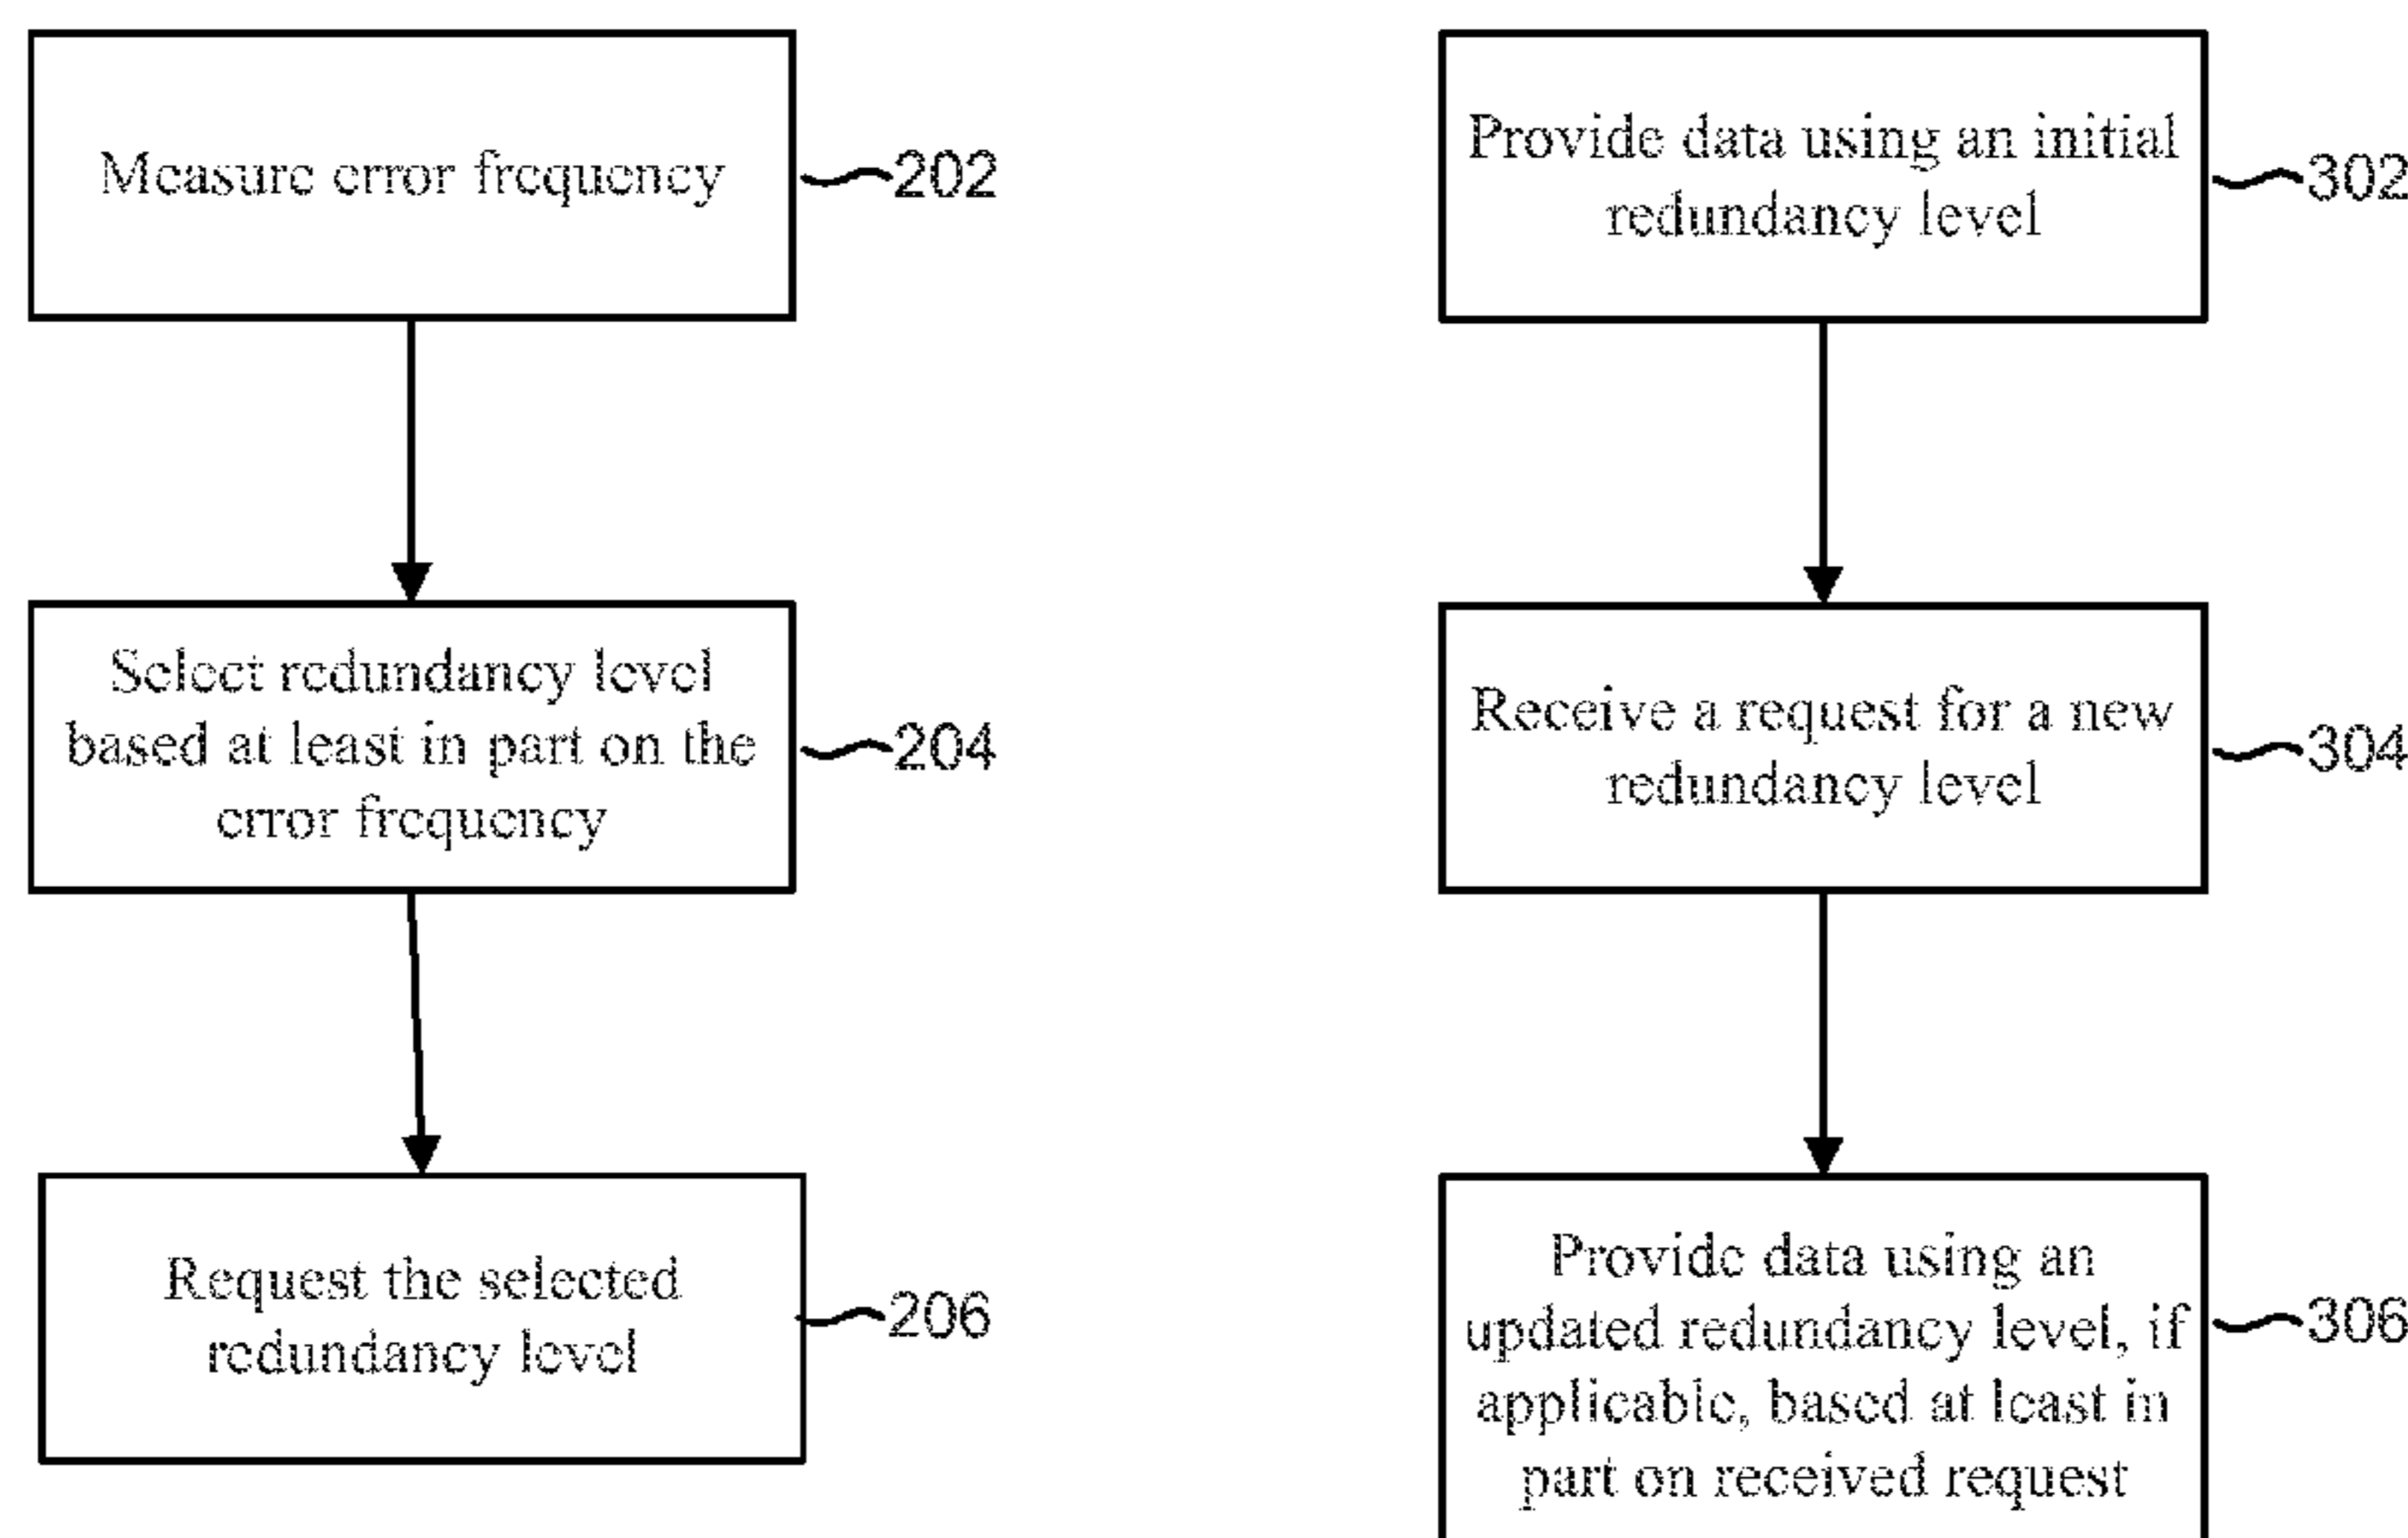 Measure error frequency
202
Select redundancy level
based at least in part on the
error frequency
204
Request the selected
redundancy level
206
Provide data using an initial
redundancy level
302
Receive a request for a new
redundancy level
304
Provide data using an
updated redundancy level, if
applicable, based at least in
part on received request
306